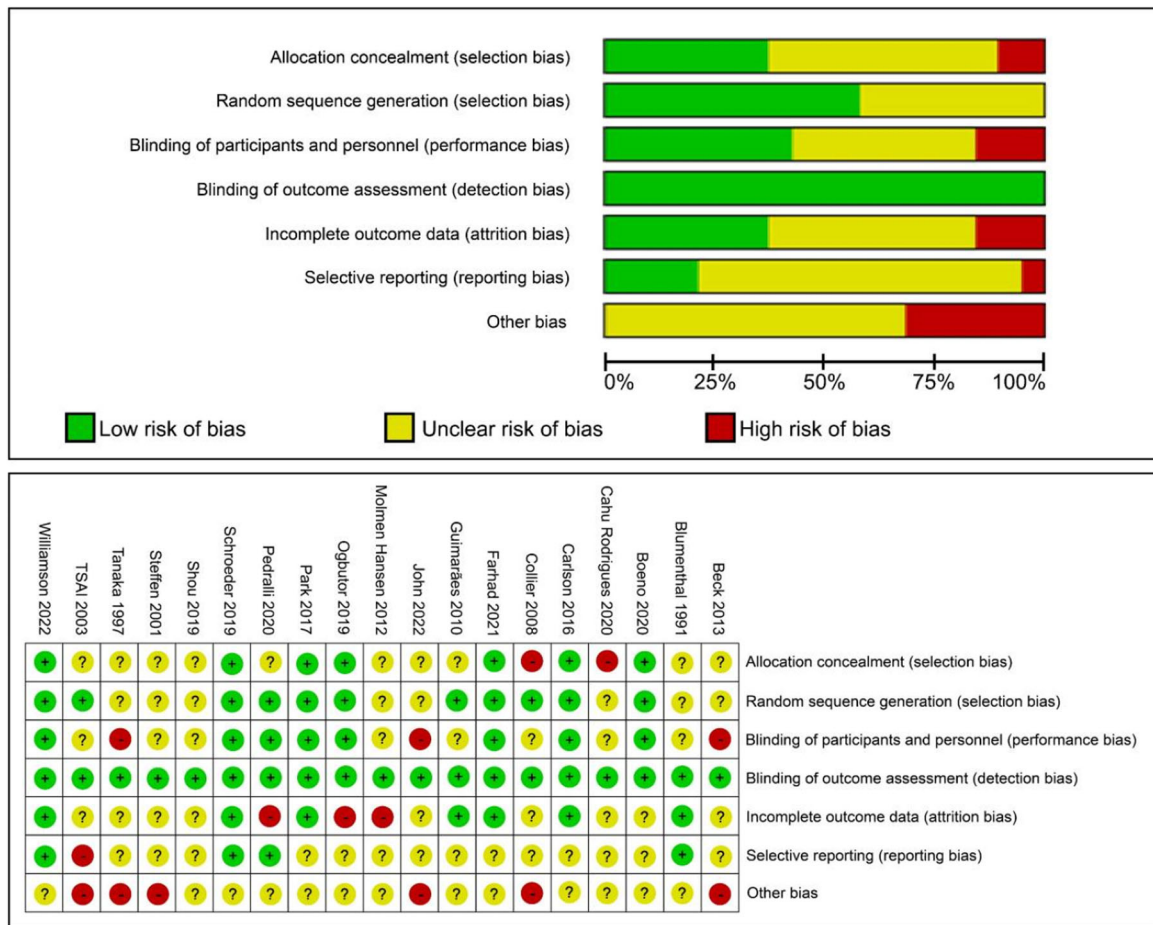 Allocation concealment (selection bias)
Random sequence generation (selection bias)
Blinding of participants and personnel (performance bias)
Blinding of outcome assessment (detection bias)
Incomplete outcome data (attrition bias)
Selective reporting (reporting bias)
Other bias
0% 25% 50% 75% 100%
Low risk of bias Unclear risk of bias High risk of bias
Williamson 2022
TSAI 2003
Tanaka 1997
Steffen 2001
Shou 2019
Schroeder 2019
Pedralli 2020
Park 2017
Ogbutor 2019
Molmen Hansen 2012
John 2022
Guimarães 2010
Farhad 2021
Collier 2008
Carlson 2016
Cahu Rodrigues 2020
Boeno 2020
Blumenthal 1991
Beck 2013
+ ? ? ? ? + ? + + ? ? ? + - + - + ? ? Allocation concealment (selection bias)
+ + ? ? ? + + + + ? ? + + + + ? + ? ? Random sequence generation (selection bias)
+ ? - ? ? + + + + ? - ? + ? + ? + ? - Blinding of participants and personnel (performance bias)
+ + + + + + + + + + + + + + + + + + + Blinding of outcome assessment (detection bias)
+ ? ? ? ? + - + - - ? + + ? + ? ? + ? Incomplete outcome data (attrition bias)
+ - ? ? ? + + ? ? ? ? ? ? ? ? ? ? + ? Selective reporting (reporting bias)
? - - - ? ? ? ? ? ? - ? ? - ? ? ? ? - Other bias